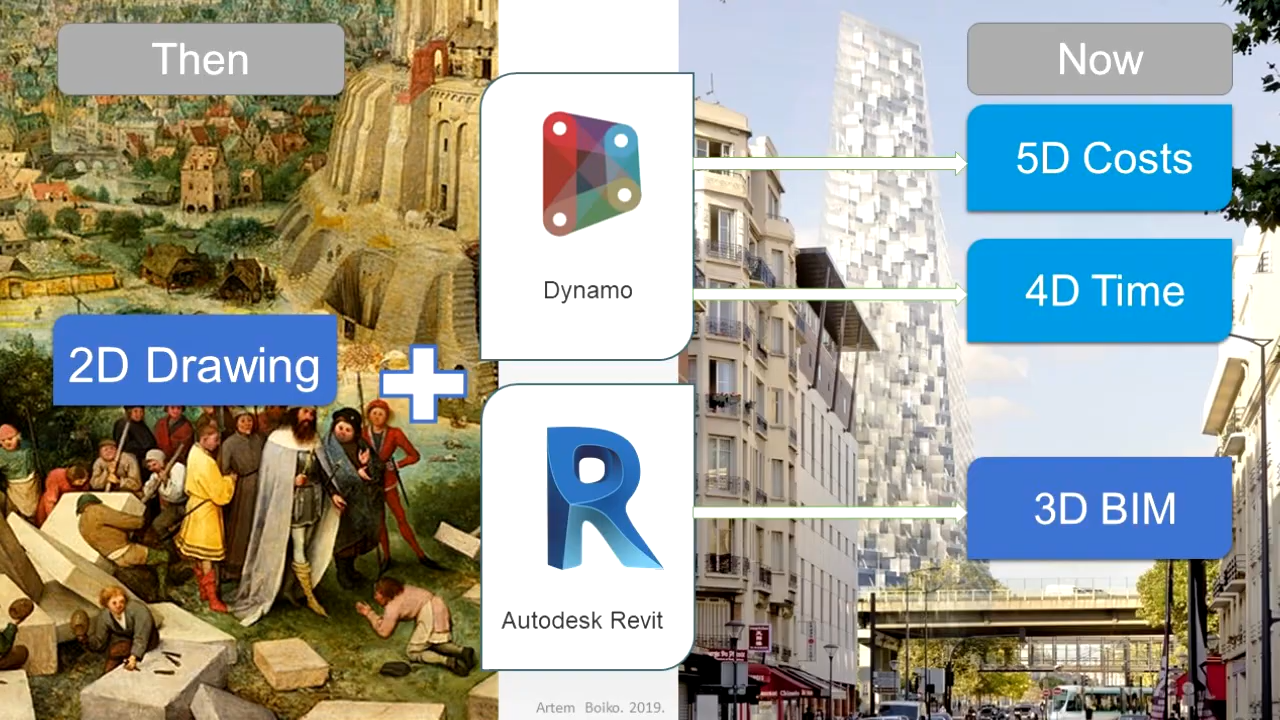 Then
Now
5D Costs
Dynamo
4D Time
2D Drawing
3D BIM
Autodesk Revit
Artem Boiko. 2019.